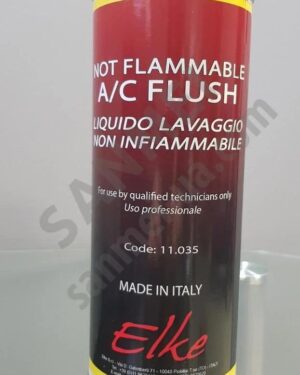 NOT FLAMMABLE
A/C FLUSH
LIQUIDO LAVAGGIO
NON INFIAMMABILE
For use by qualified technicians only
Uso professionale
Code: 11.035
MADE IN ITALY
Elke